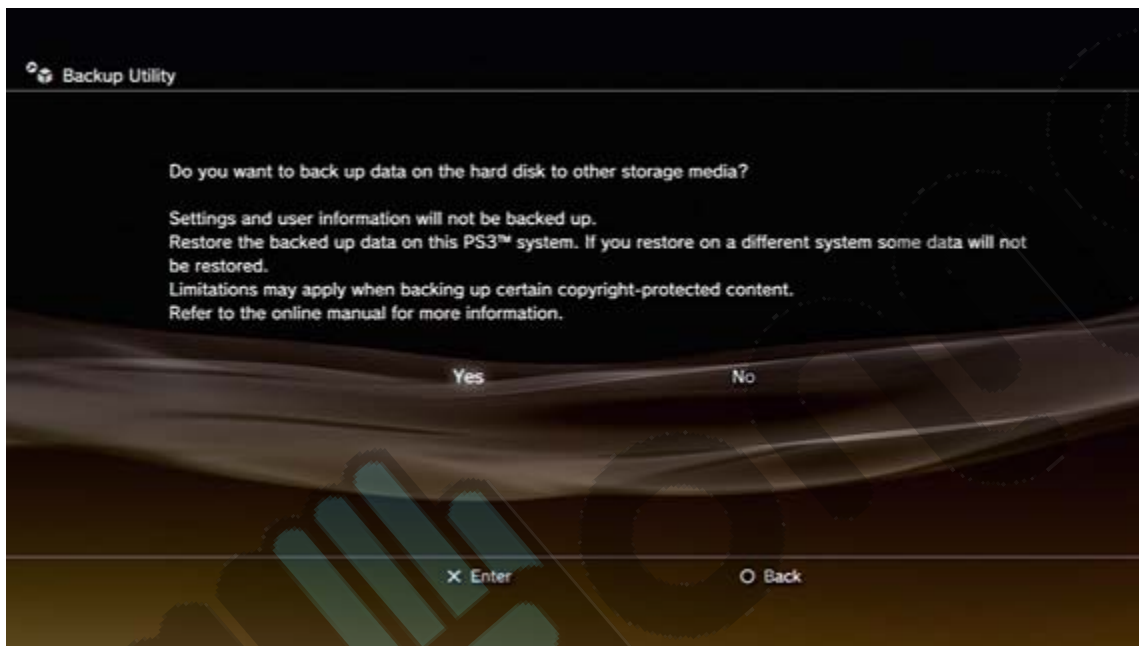 Backup Utility
Do you want to back up data on the hard disk to other storage media?
Settings and user information will not be backed up.
Restore the backed up data on this PS3™ system. If you restore on a different system some data will not
be restored.
Limitations may apply when backing up certain copyright-protected content.
Refer to the online manual for more information.
Yes No
X Enter O Back